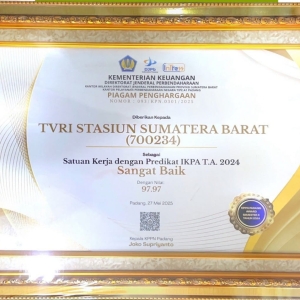 KEMENTERIAN KEUANGAN
DIREKTORAT JENDERAL PERBENDAHARAAN
PIAGAM PENGHARGAAN
Diberikan Kepada
TVRI STASIUN SUMATERA BARAT
(700234)
Sebagai
Satuan Kerja dengan Predikat IKPA T.A. 2024
Sangat Baik
Dengan Nilai
97.97
Kepala KPPN Padang
Joko Supriyanto